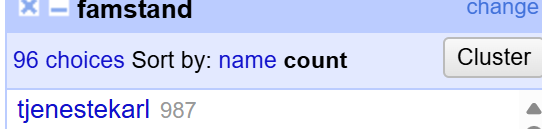 famstand change
96 choices Sort by: name count Cluster
tjenestekarl 987